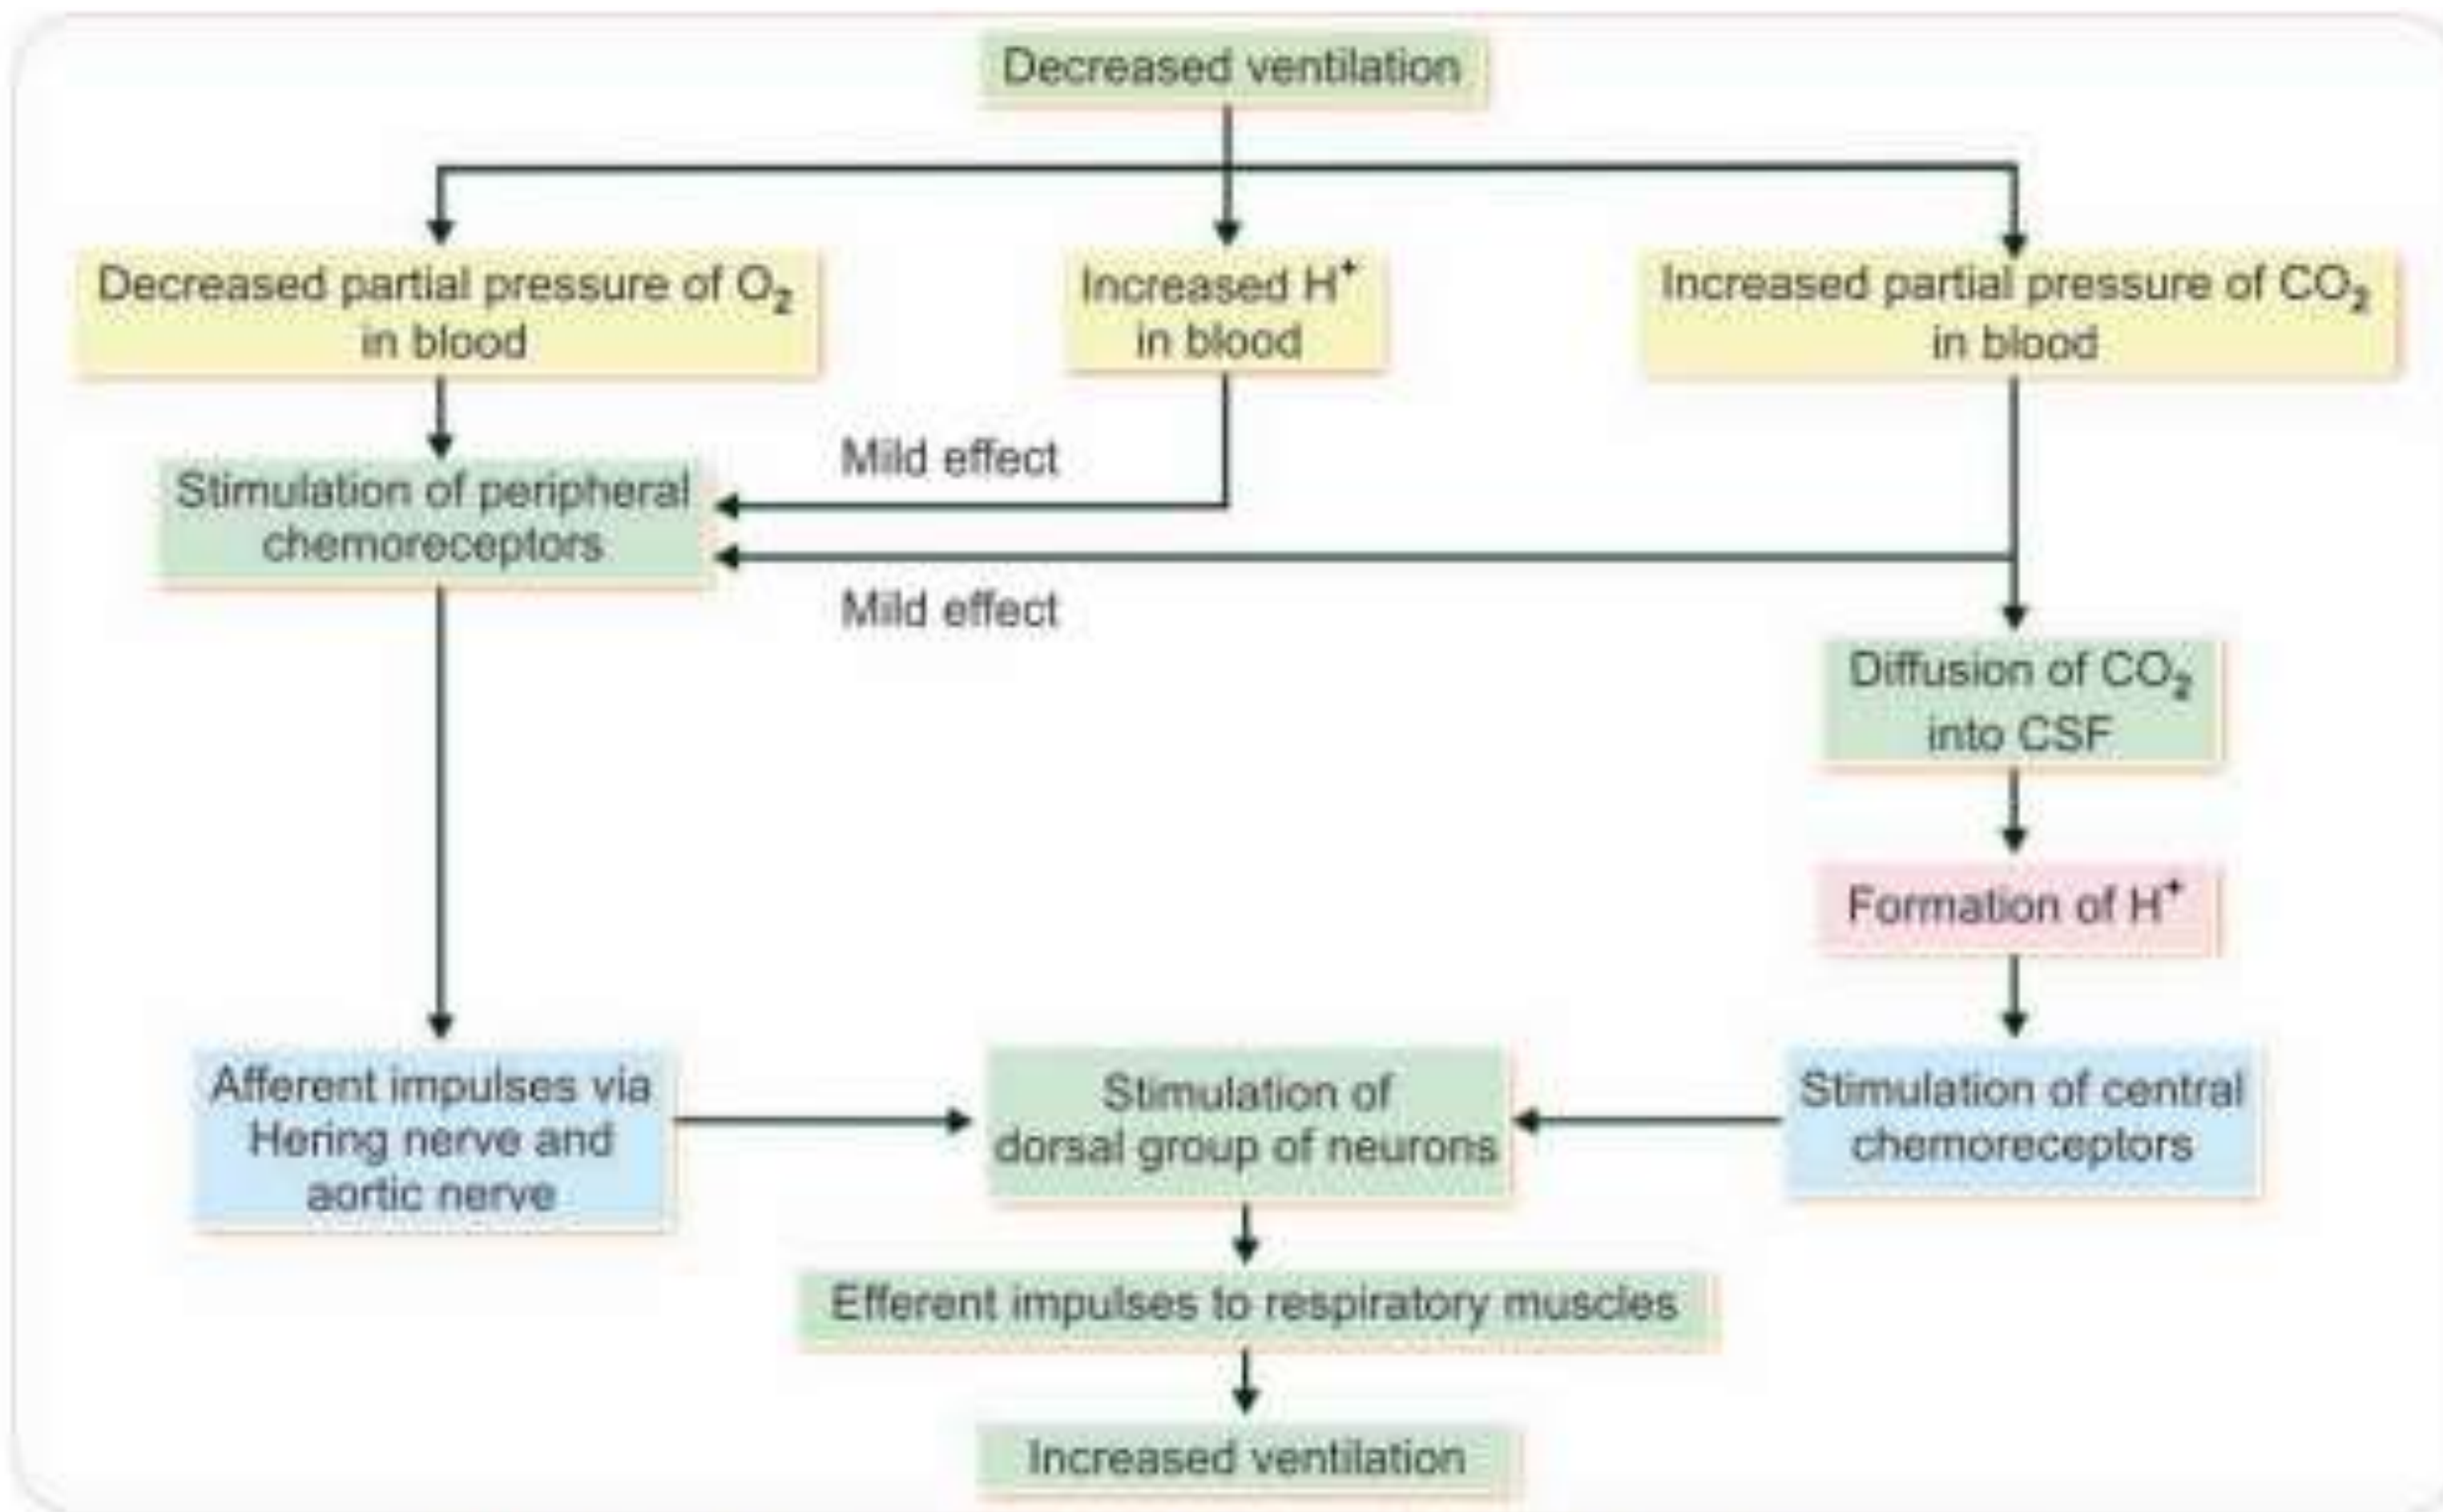 Decreased ventilation
Decreased partial pressure of O₂
in blood
Increased H⁺
in blood
Increased partial pressure of CO₂
in blood
Mild effect
Stimulation of peripheral
chemoreceptors
Mild effect
Diffusion of CO₂
into CSF
Formation of H⁺
Afferent impulses via
Hering nerve and
aortic nerve
Stimulation of
dorsal group of neurons
Stimulation of central
chemoreceptors
Efferent impulses to respiratory muscles
Increased ventilation